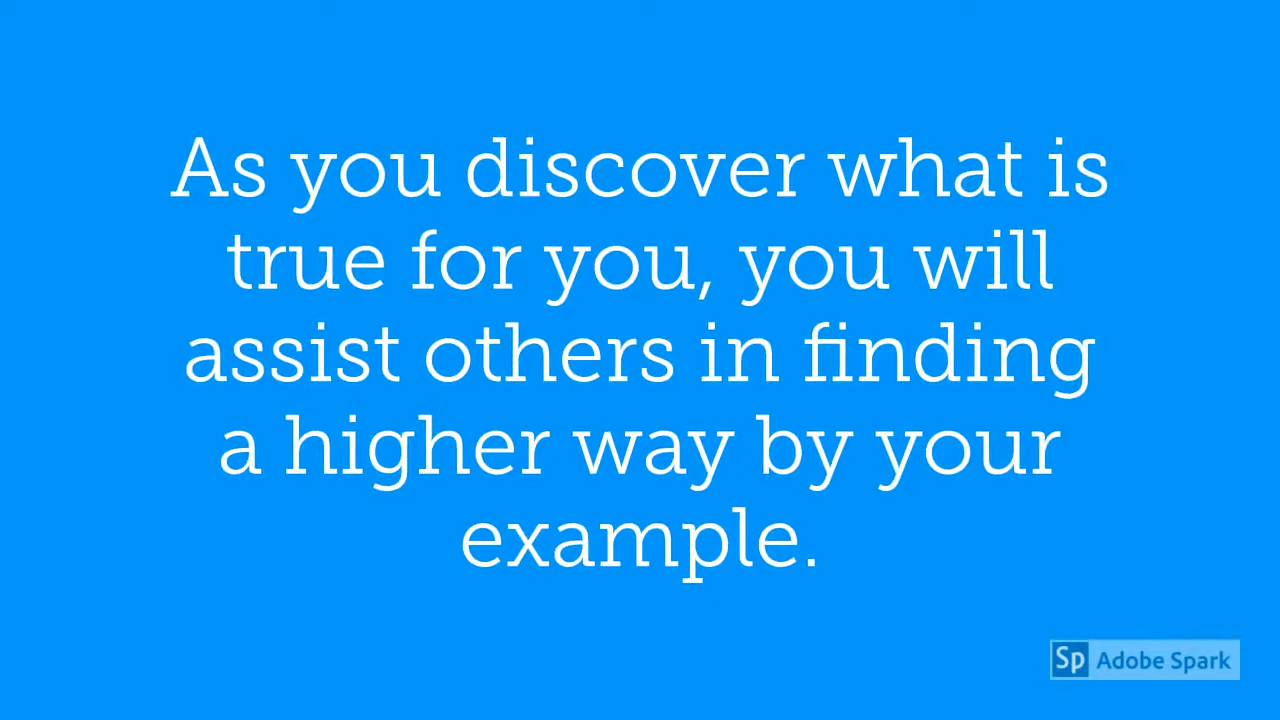 As you discover what is
true for you, you will
assist others in finding
a higher way by your
example.
Sp Adobe Spark